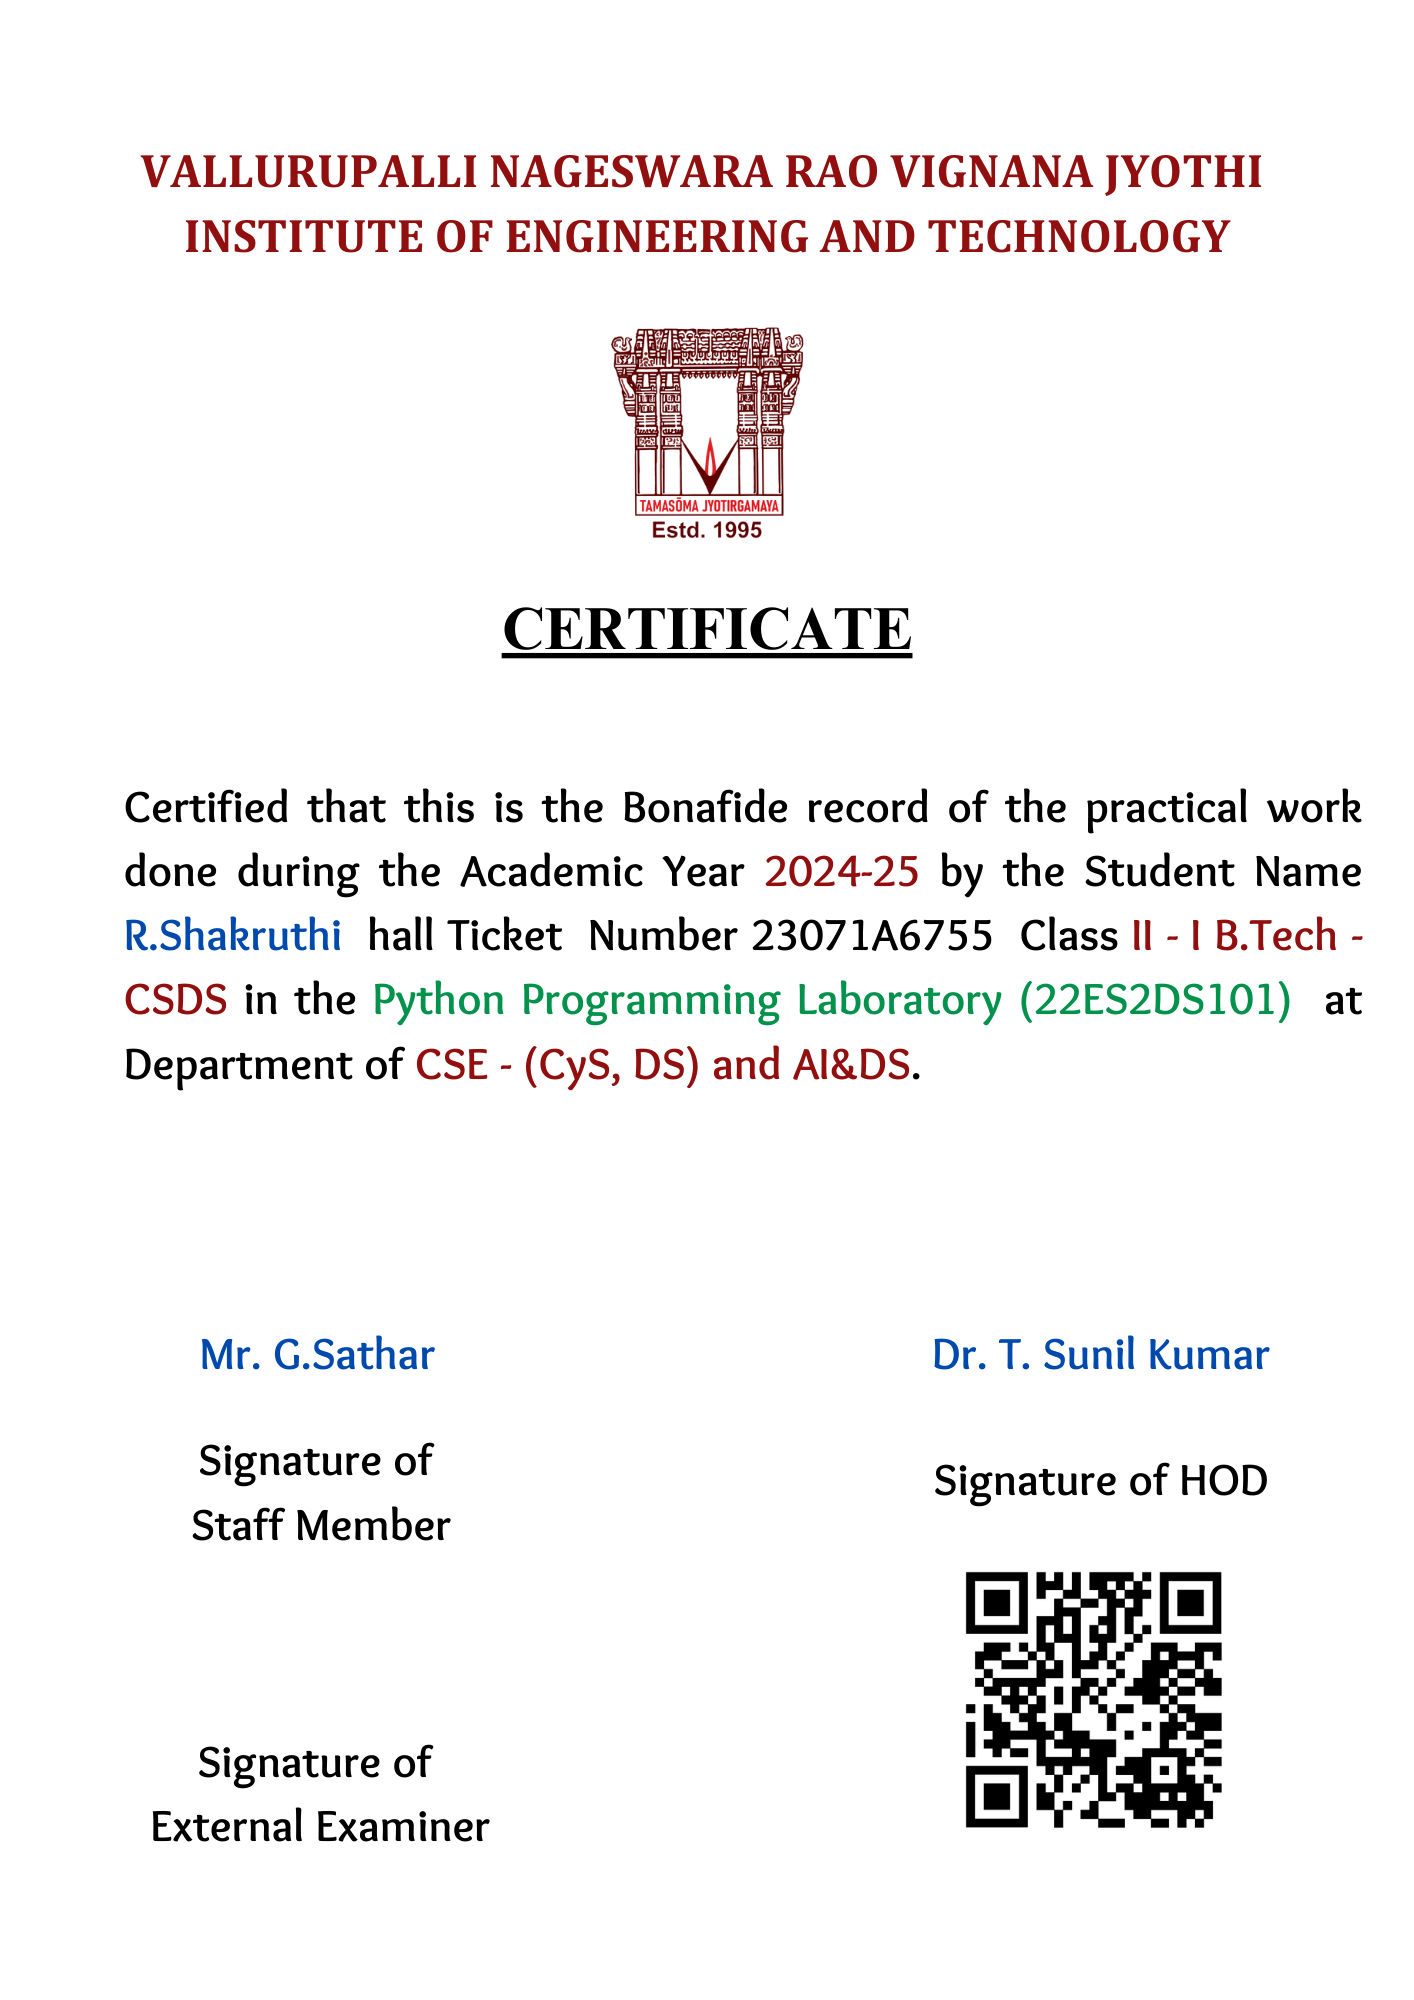 VALLURUPALLI NAGESWARA RAO VIGNANA JYOTHI
INSTITUTE OF ENGINEERING AND TECHNOLOGY
TAMASŌMA JYOTIRGAMAYA
Estd. 1995
CERTIFICATE
Certified that this is the Bonafide record of the practical work
done during the Academic Year 2024-25 by the Student Name
R.Shakruthi hall Ticket Number 23071A6755 Class II - I B.Tech -
CSDS in the Python Programming Laboratory (22ES2DS101) at
Department of CSE - (CyS, DS) and AI&DS.
Mr. G.Sathar
Dr. T. Sunil Kumar
Signature of
Staff Member
Signature of HOD
Signature of
External Examiner